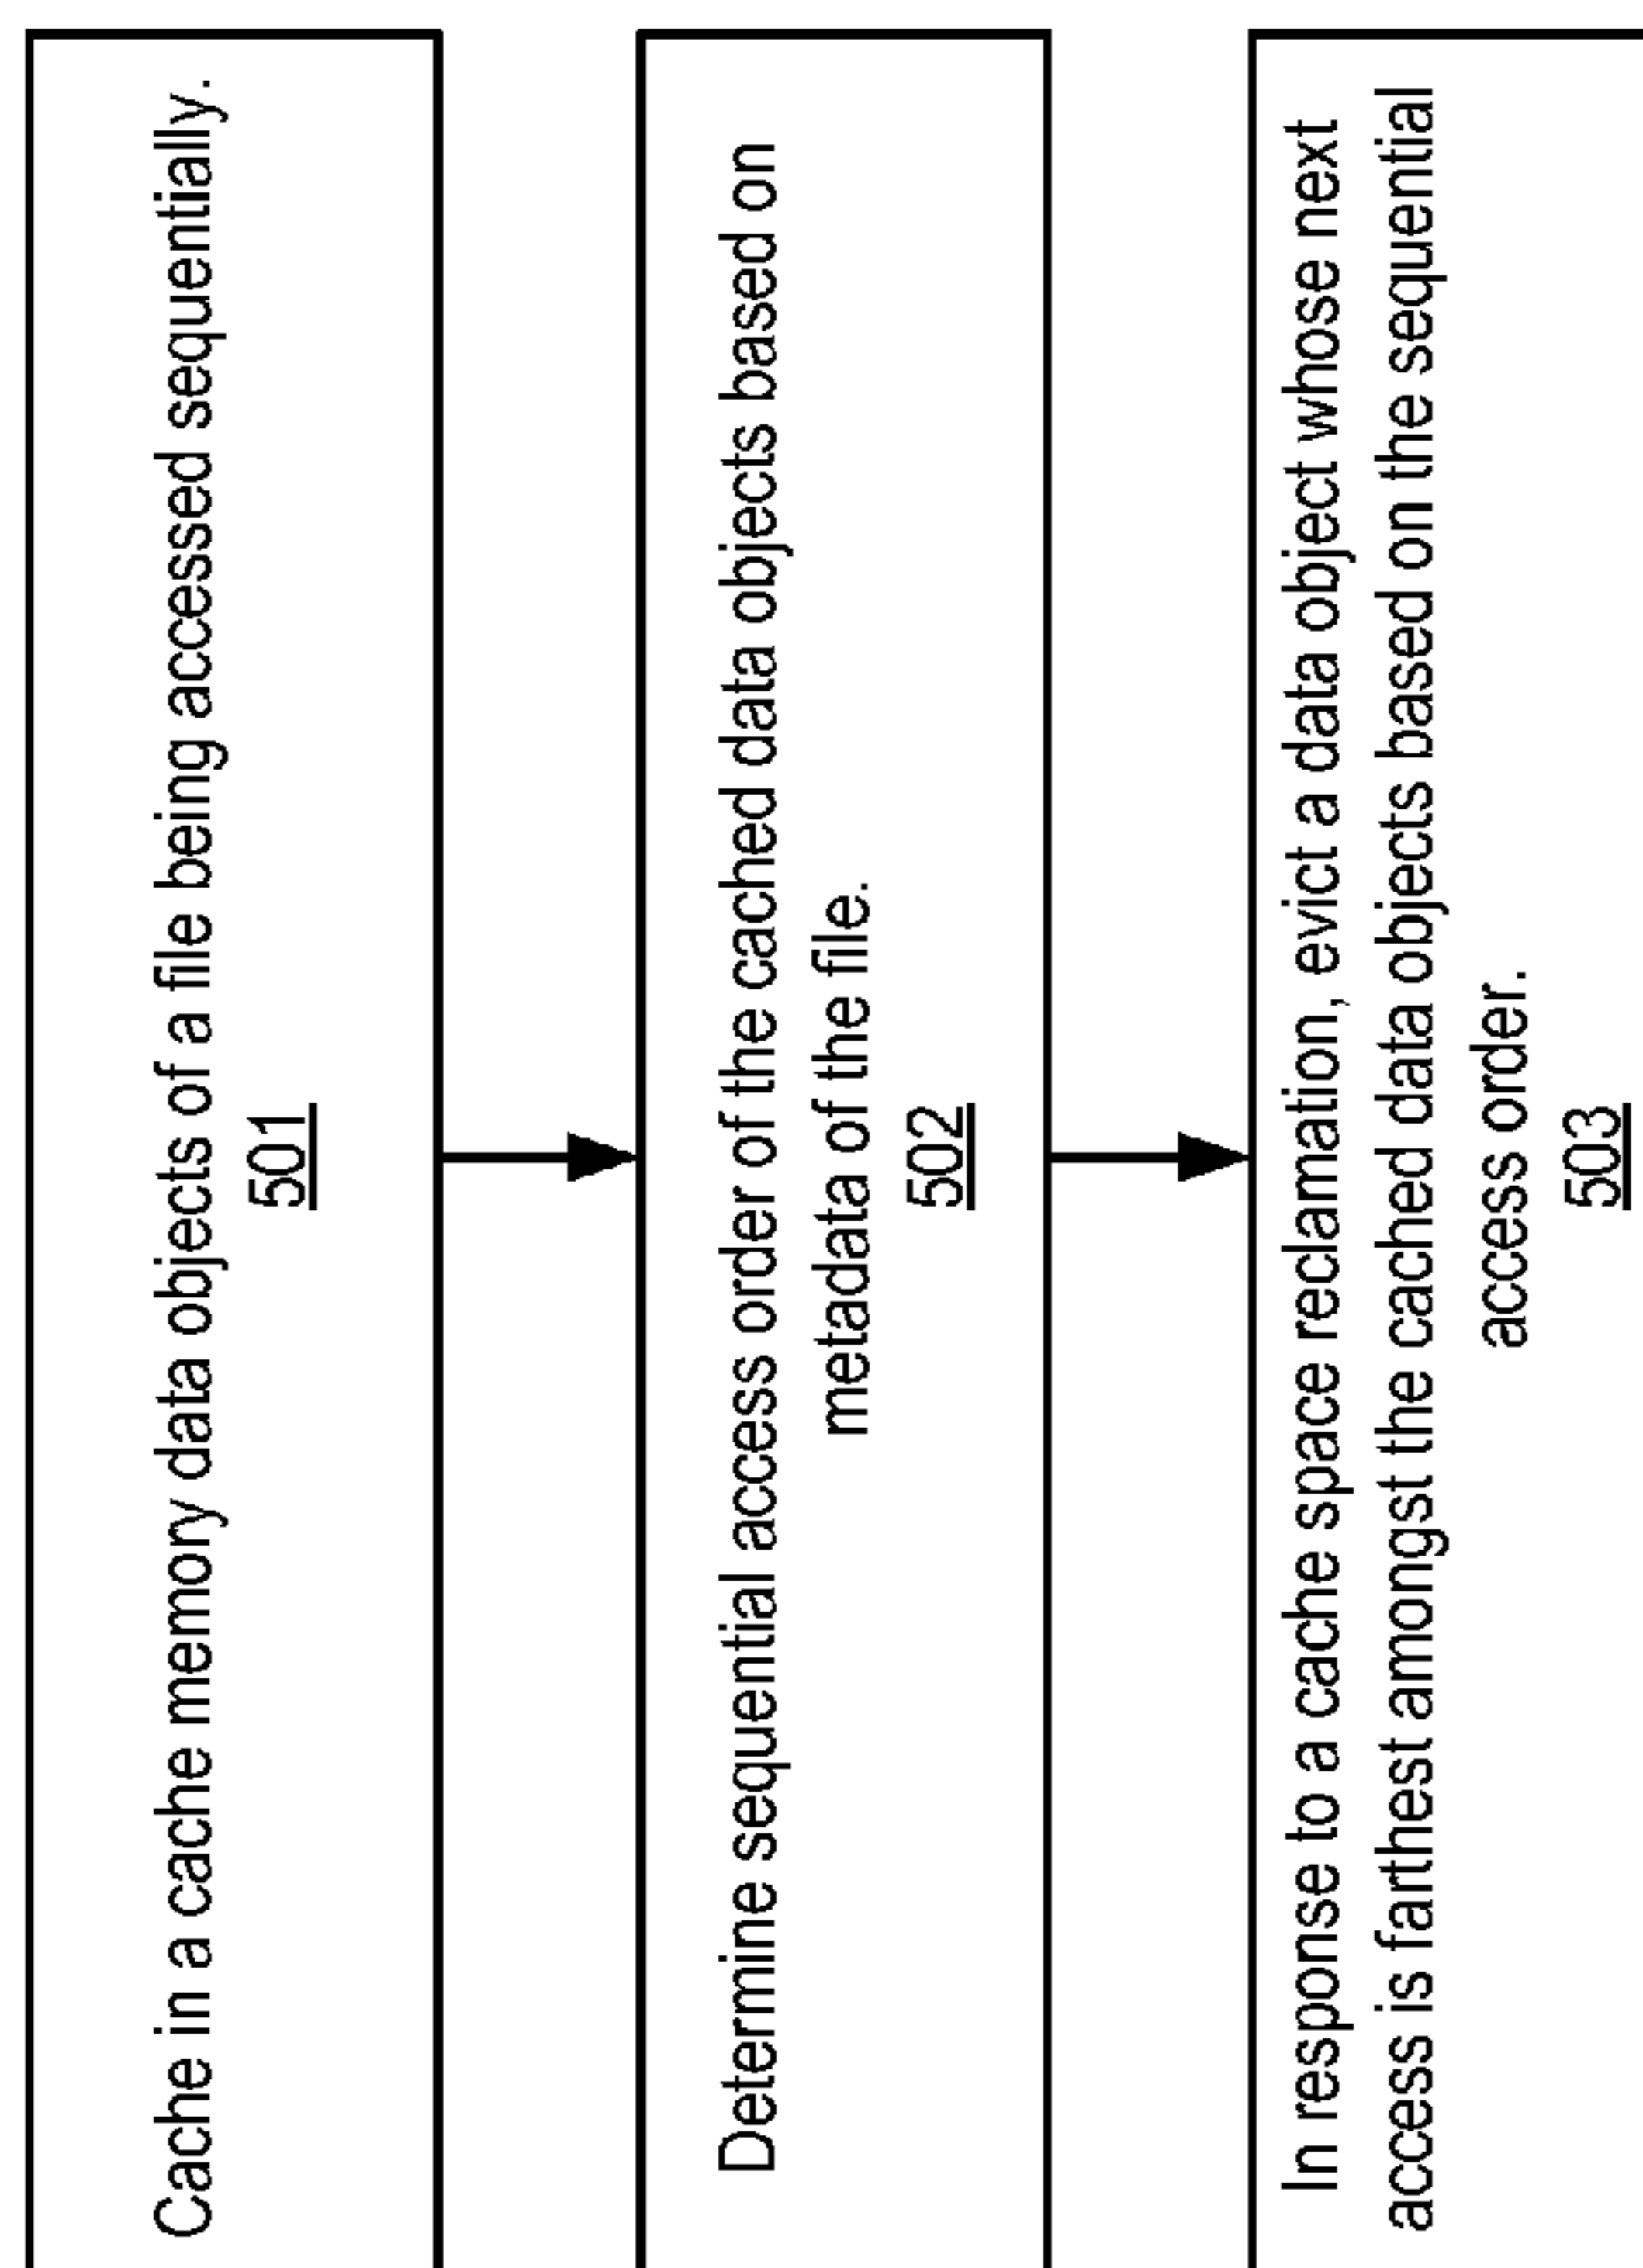 Cache in a cache memory data objects of a file being accessed sequentially.
501
Determine sequential access order of the cached data objects based on
metadata of the file.
502
In response to a cache space reclamation, evict a data object whose next
access is farthest amongst the cached data objects based on the sequential
access order.
503